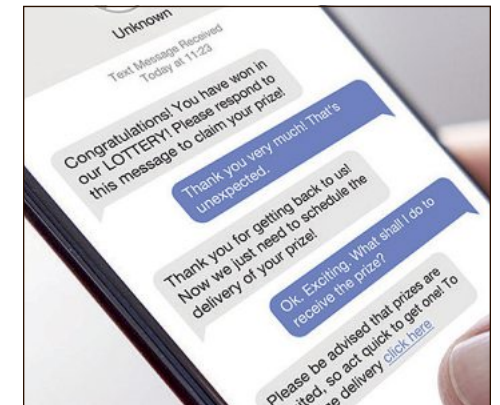 Unknown
Text Message Received
Today at 11:23
Congratulations! You have won in
our LOTTERY! Please respond to
this message to claim your prize!
Thank you very much! That's
unexpected.
Thank you for getting back to us!
Now we just need to schedule the
delivery of your prize!
Ok. Exciting. What shall I do to
receive the prize?
Please be advised that prizes are
so act quick to get one! To
delivery click here